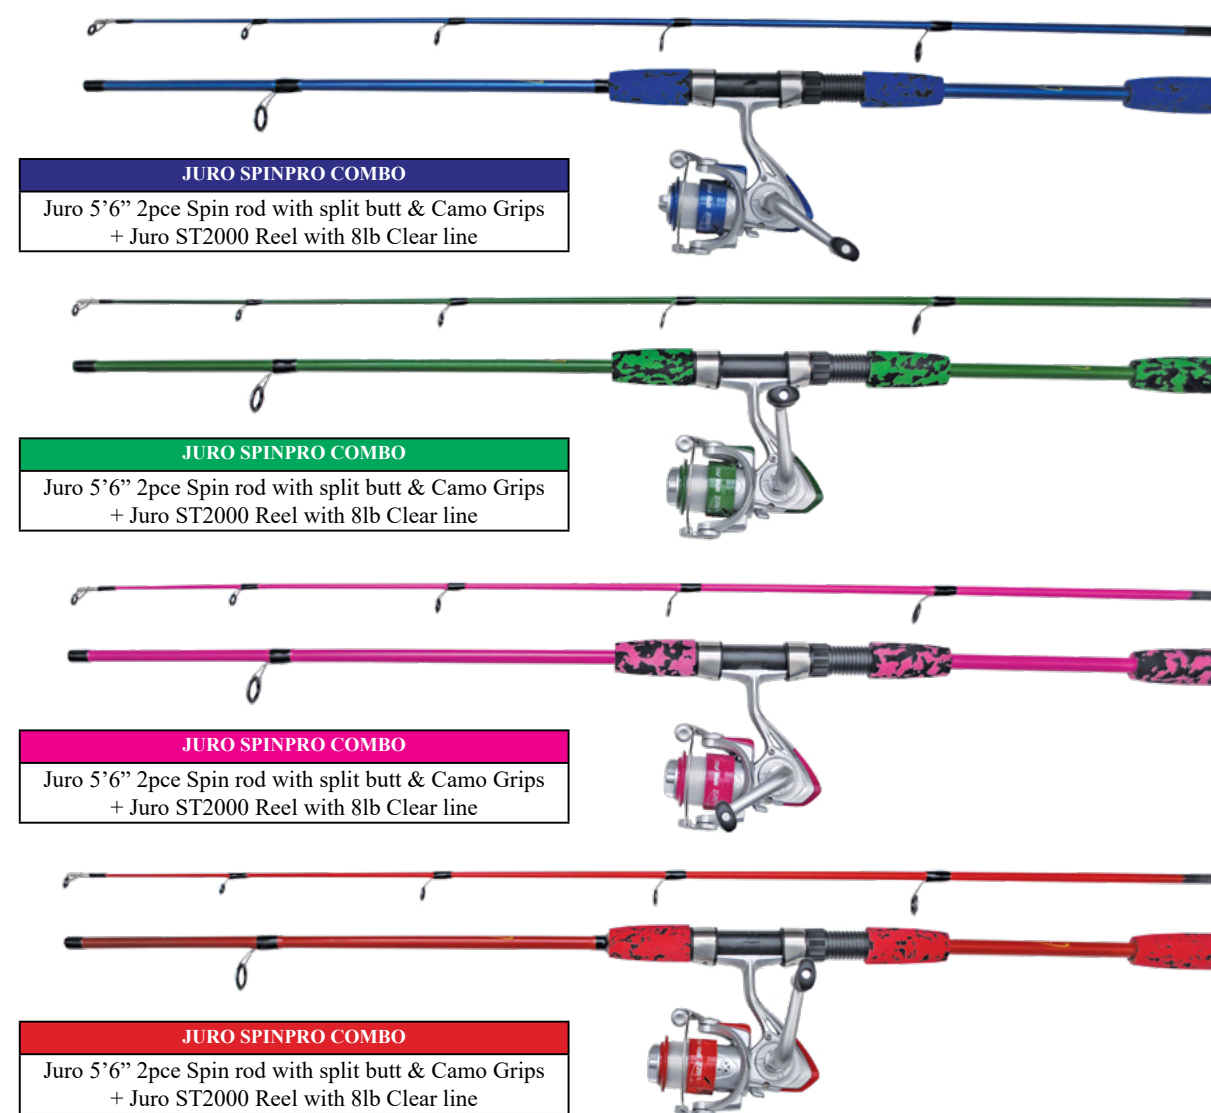 JURO SPINPRO COMBO
Juro 5’6” 2pce Spin rod with split butt & Camo Grips
+ Juro ST2000 Reel with 8lb Clear line
JURO SPINPRO COMBO
Juro 5’6” 2pce Spin rod with split butt & Camo Grips
+ Juro ST2000 Reel with 8lb Clear line
JURO SPINPRO COMBO
Juro 5’6” 2pce Spin rod with split butt & Camo Grips
+ Juro ST2000 Reel with 8lb Clear line
JURO SPINPRO COMBO
Juro 5’6” 2pce Spin rod with split butt & Camo Grips
+ Juro ST2000 Reel with 8lb Clear line